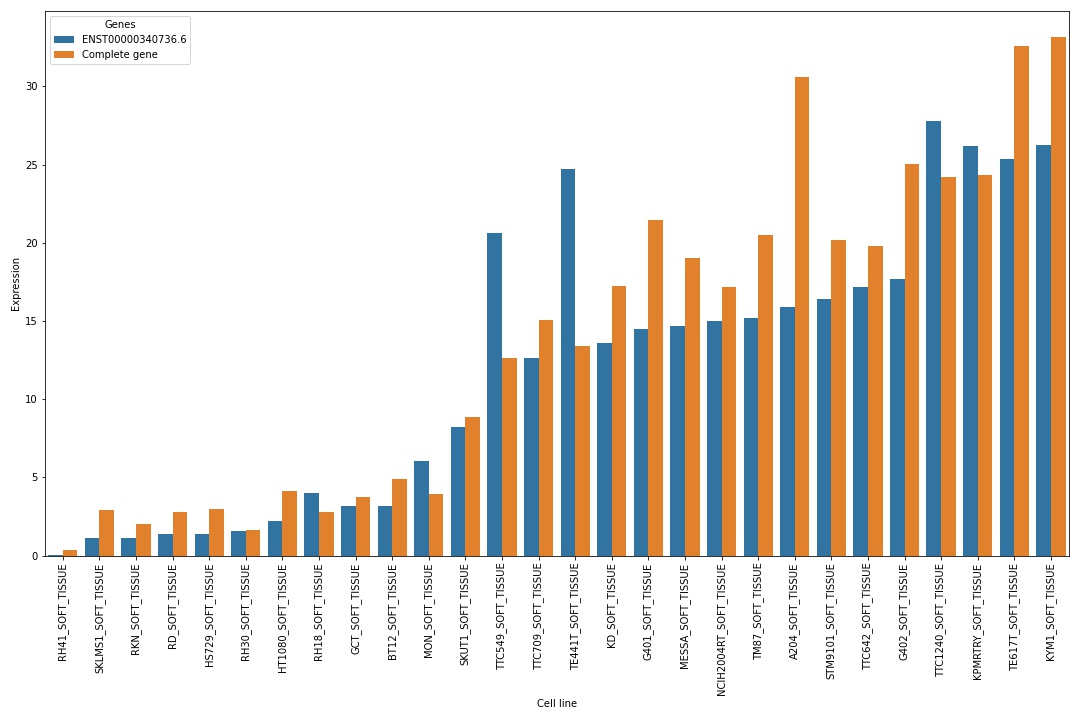 Genes
ENST00000340736.6
Complete gene
Expression
30
25
20
15
10
5
0
RH41_SOFT_TISSUE
SKLMS1_SOFT_TISSUE
RKN_SOFT_TISSUE
RD_SOFT_TISSUE
HS729_SOFT_TISSUE
RH30_SOFT_TISSUE
HT1080_SOFT_TISSUE
RH18_SOFT_TISSUE
GCT_SOFT_TISSUE
BT12_SOFT_TISSUE
MON_SOFT_TISSUE
SKUT1_SOFT_TISSUE
TTC549_SOFT_TISSUE
TTC709_SOFT_TISSUE
TE441T_SOFT_TISSUE
KD_SOFT_TISSUE
G401_SOFT_TISSUE
MESSA_SOFT_TISSUE
NCIH2004RT_SOFT_TISSUE
TM87_SOFT_TISSUE
A204_SOFT_TISSUE
STM9101_SOFT_TISSUE
TTC642_SOFT_TISSUE
G402_SOFT_TISSUE
TTC1240_SOFT_TISSUE
KPMRTRY_SOFT_TISSUE
TE617T_SOFT_TISSUE
KYM1_SOFT_TISSUE
Cell line